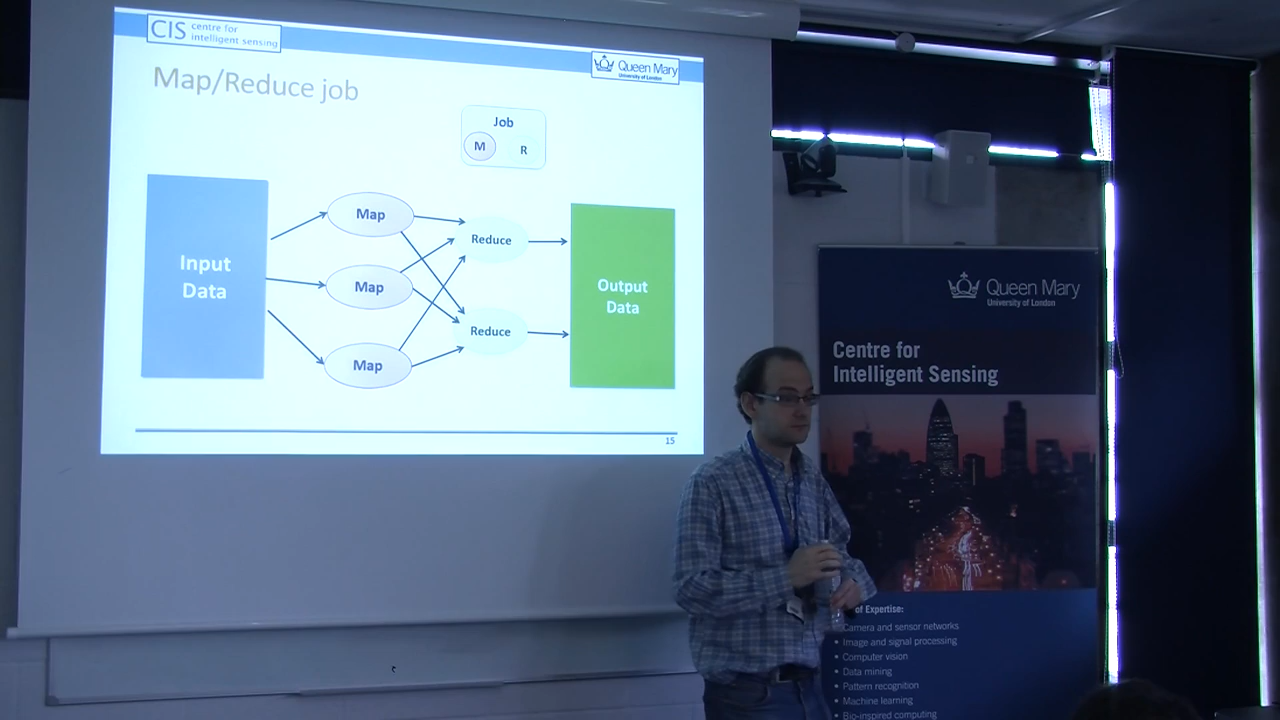 CIS centre for
intelligent sensing
Queen Mary
University of London
Map/Reduce job
Job
M
R
Input
Data
Map
Map
Map
Reduce
Reduce
Output
Data
15
Queen Mary
University of London
Centre for
Intelligent Sensing
of Expertise:
• Camera and sensor networks
• Image and signal processing
• Computer vision
• Data mining
• Pattern recognition
• Machine learning
• Bio-inspired computing